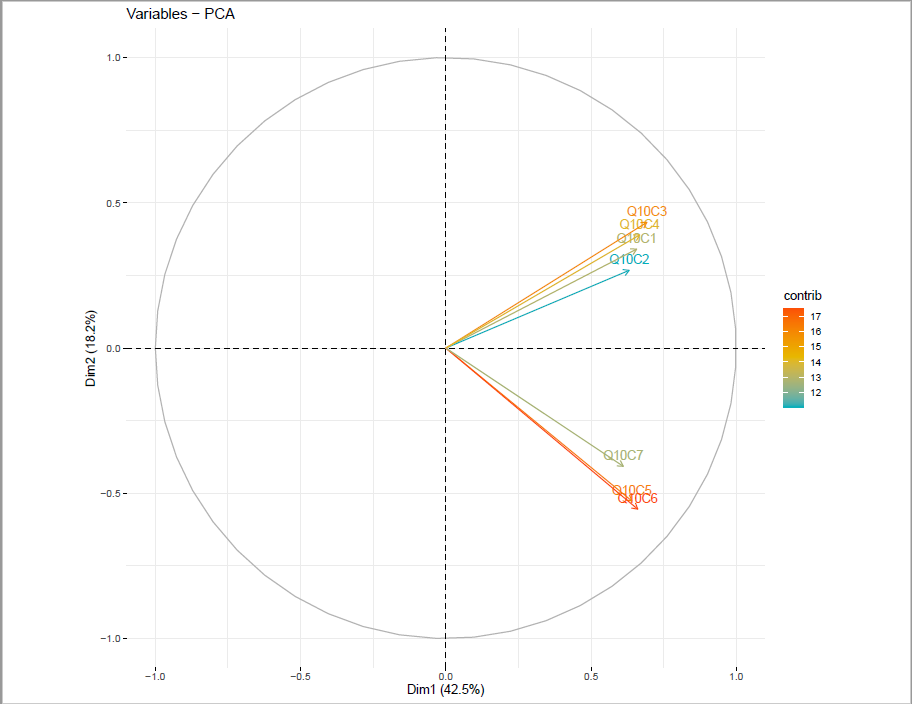 Variables − PCA
1.0
0.5
0.0
−0.5
−1.0
Dim2 (18.2%)
Q10C3
Q10C4
Q10C1
Q10C2
Q10C7
Q10C5
Q10C6
−1.0
−0.5
0.0
0.5
1.0
Dim1 (42.5%)
contrib
17
16
15
14
13
12